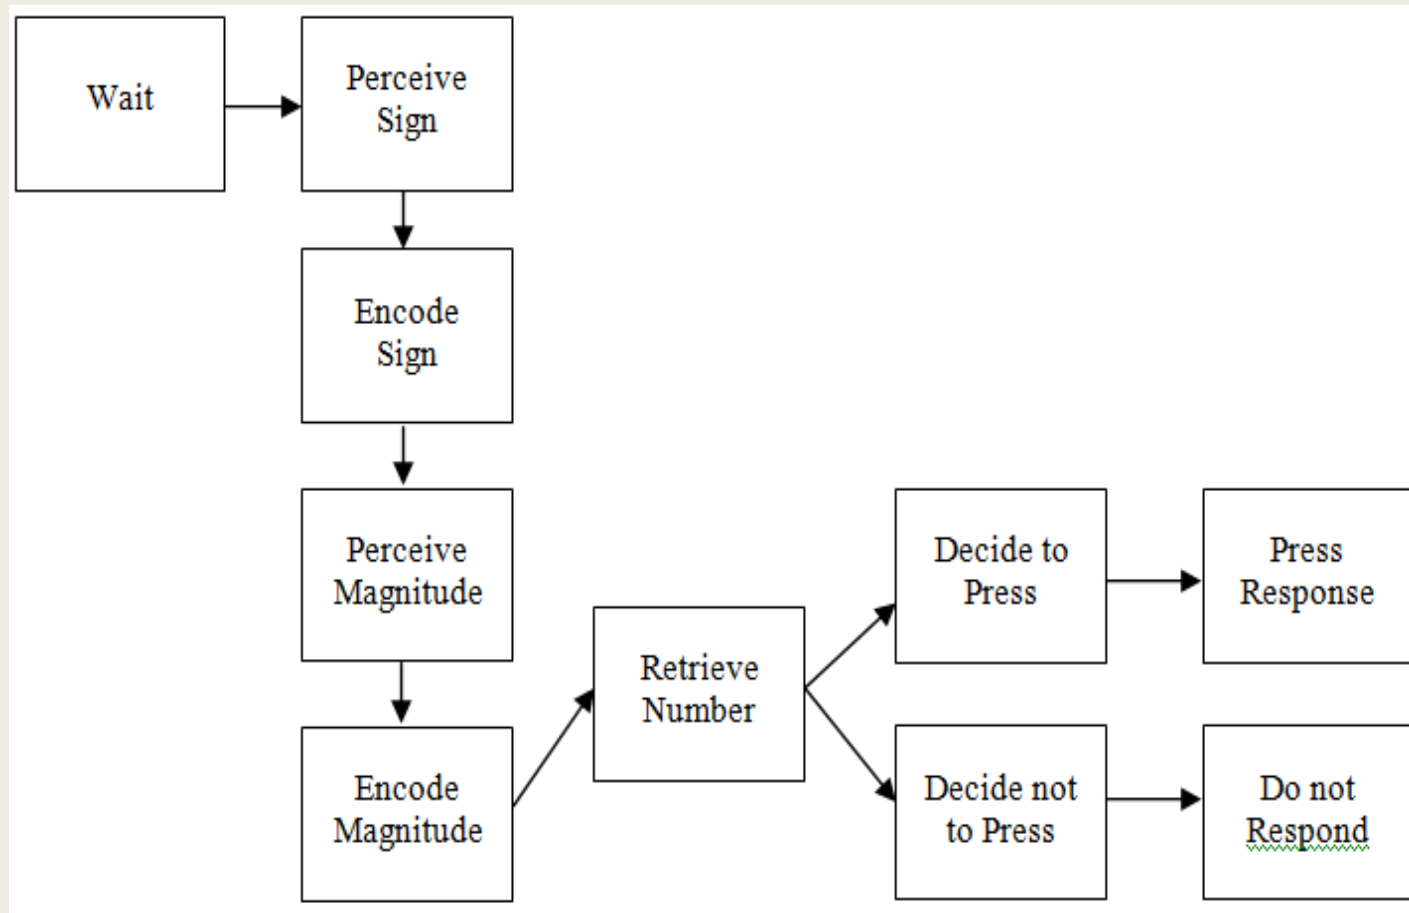 Wait
Perceive
Sign
Encode
Sign
Perceive
Magnitude
Encode
Magnitude
Retrieve
Number
Decide to
Press
Press
Response
Decide not
to Press
Do not
Respond